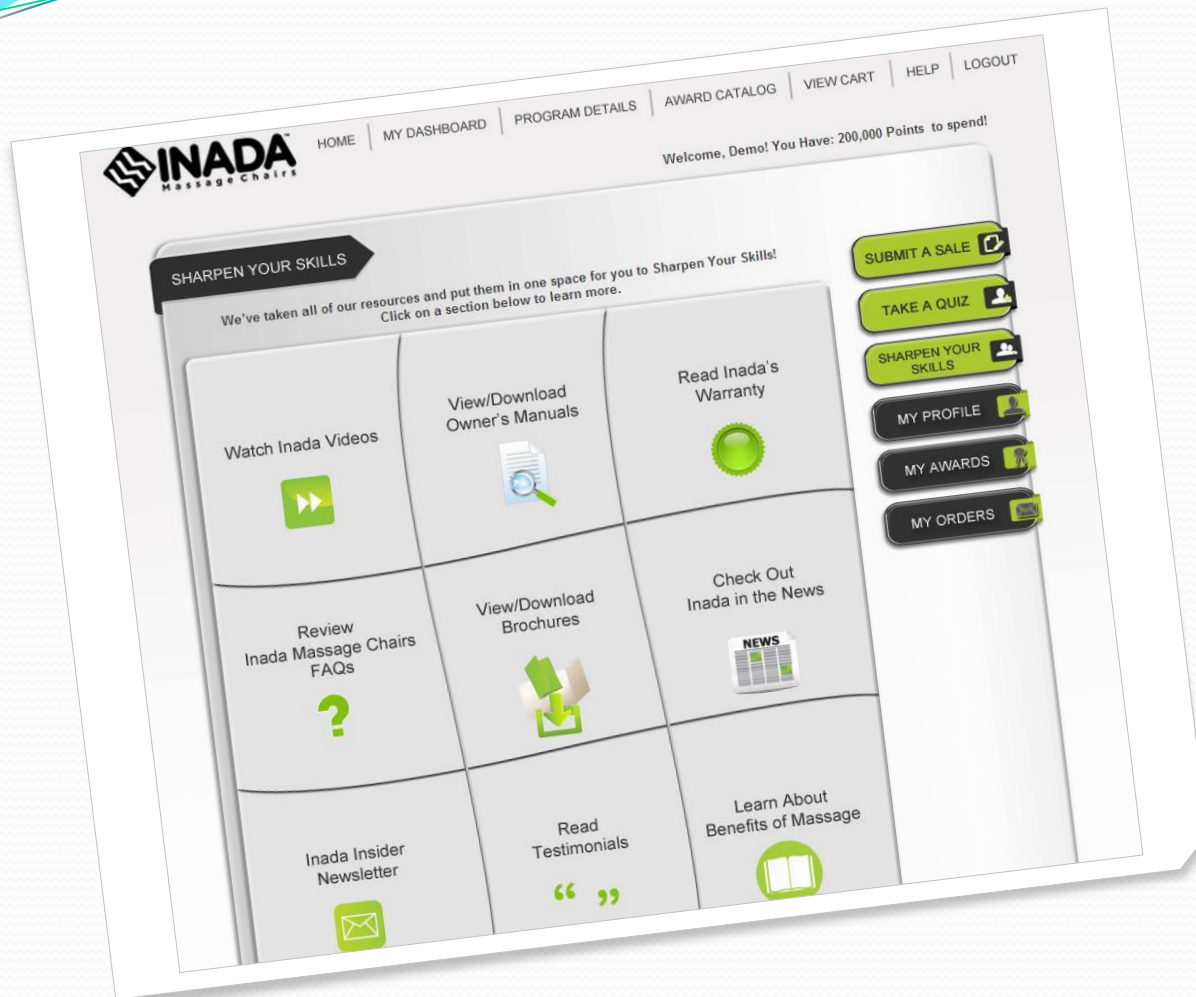 INADA
Massage Chairs
HOME | MY DASHBOARD | PROGRAM DETAILS | AWARD CATALOG | VIEW CART | HELP | LOGOUT
Welcome, Demo! You Have: 200,000 Points to spend!
SHARPEN YOUR SKILLS
We've taken all of our resources and put them in one space for you to Sharpen Your Skills!
Click on a section below to learn more.
Watch Inada Videos
View/Download
Owner's Manuals
Read Inada's
Warranty
Review
Inada Massage Chairs
FAQs
?
View/Download
Brochures
Check Out
Inada in the News
NEWS
Inada Insider
Newsletter
Read
Testimonials
“ ”
Learn About
Benefits of Massage
SUBMIT A SALE
TAKE A QUIZ
SHARPEN YOUR
SKILLS
MY PROFILE
MY AWARDS
MY ORDERS